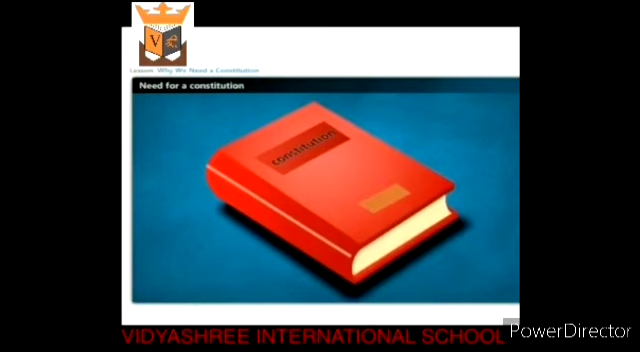 V
Lesson: Why We Need a Constitution
Need for a constitution
constitution
VIDYASHREE INTERNATIONAL SCHOOL
PowerDirector